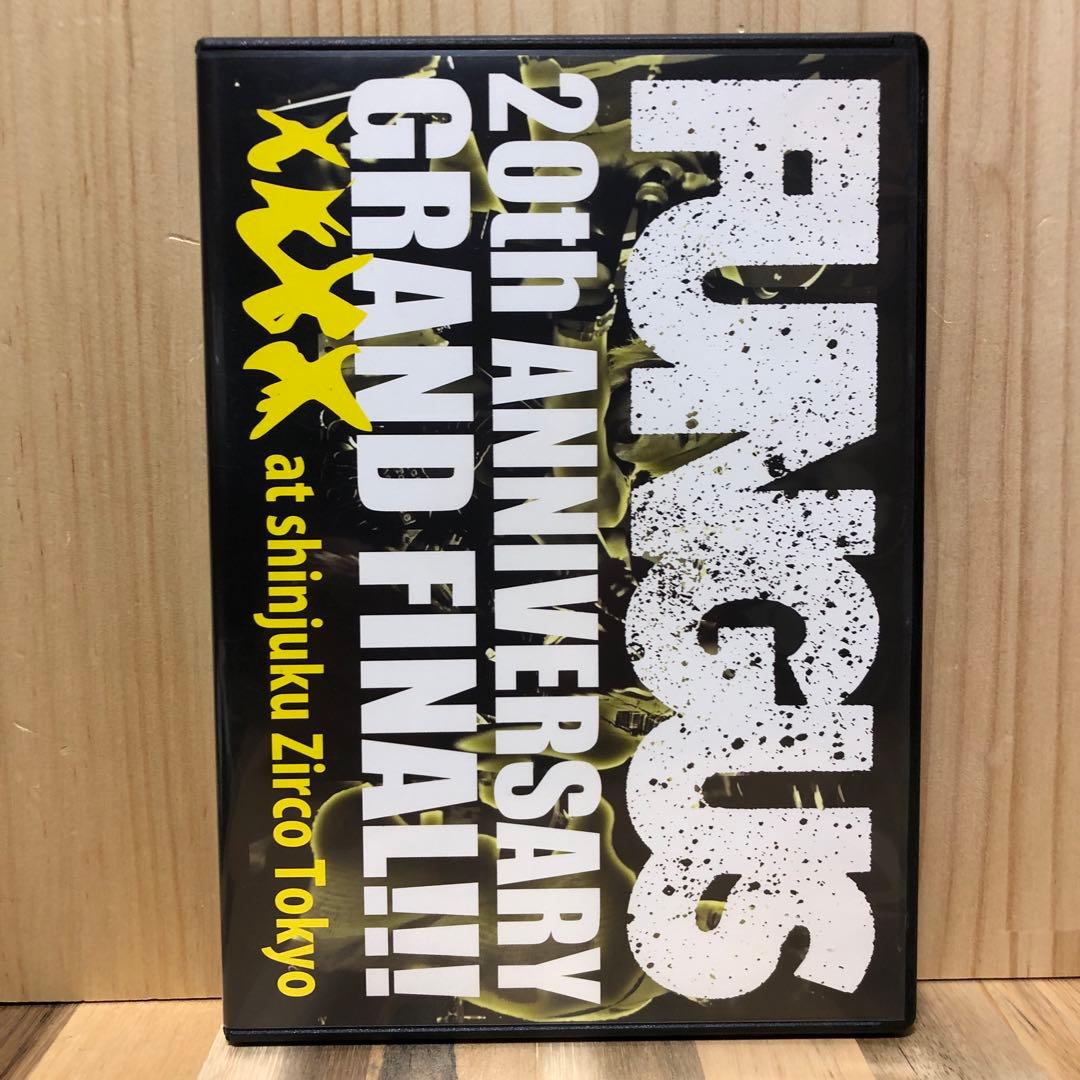 FUNGUS
20th ANNIVERSARY
GRAND FINAL!!!
at shinjuku Zirco Tokyo